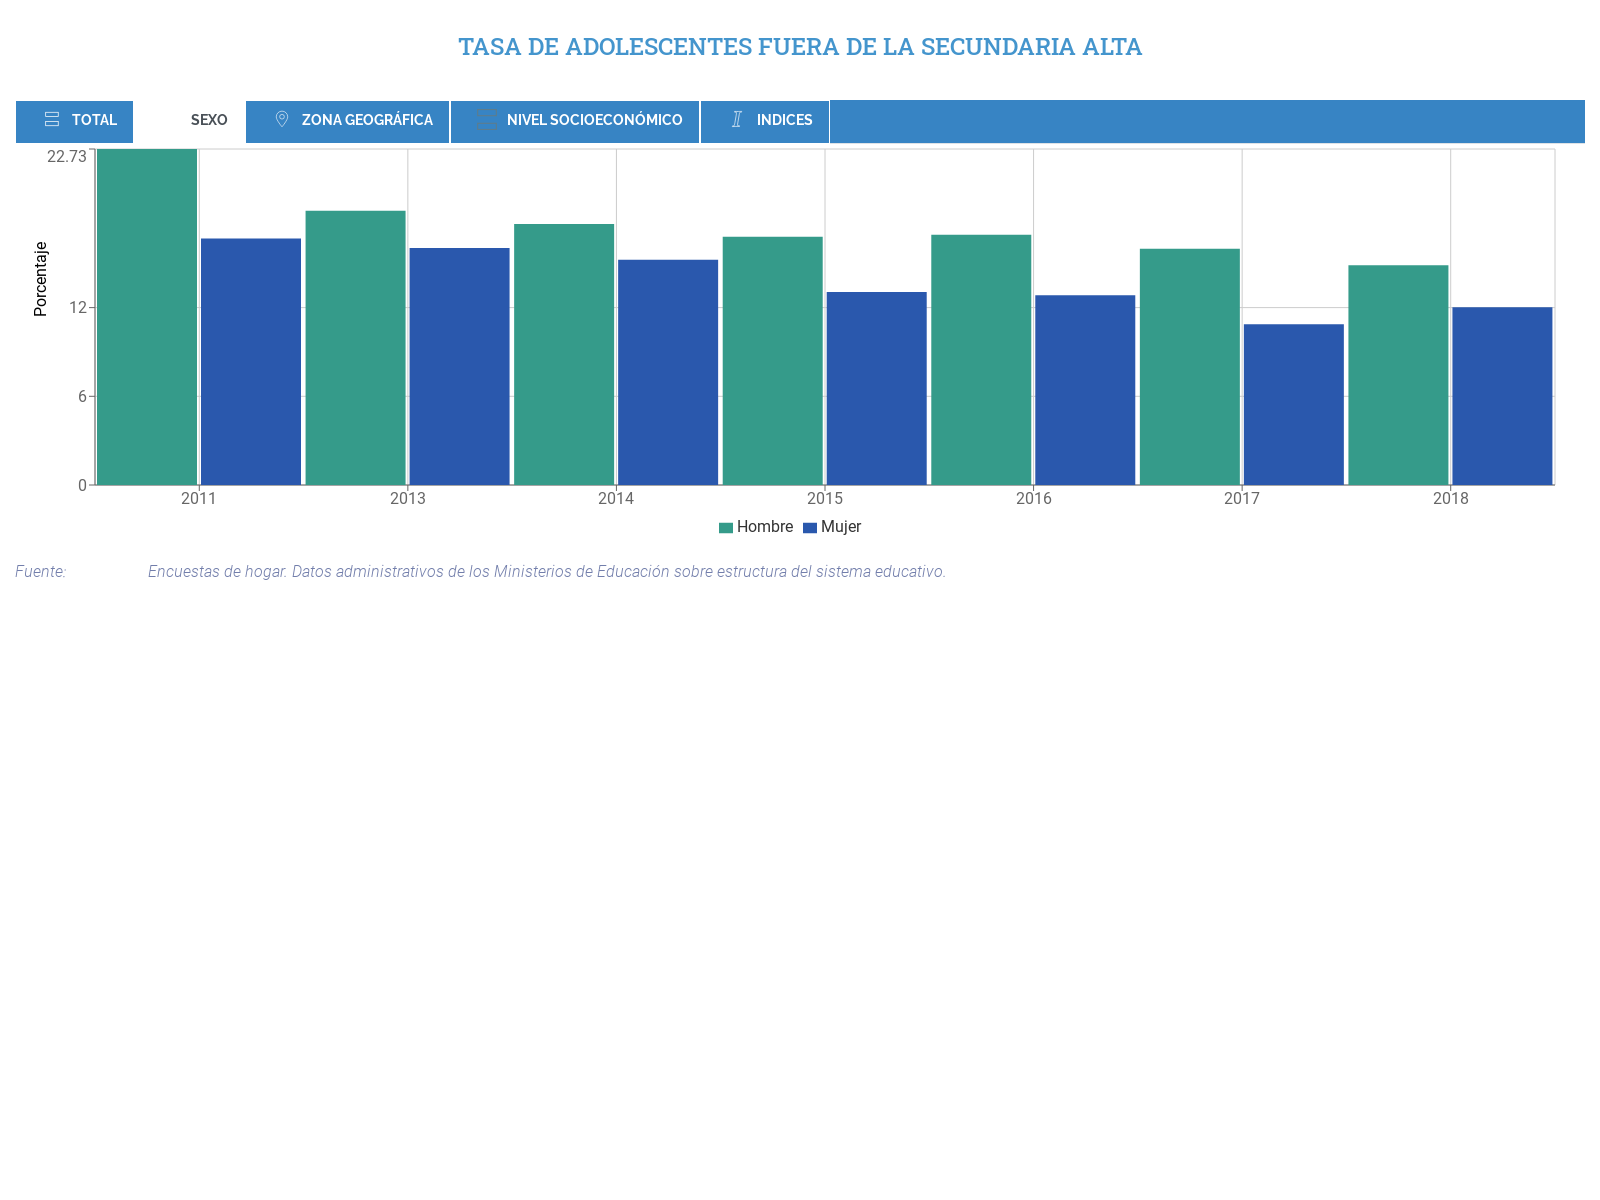 TASA DE ADOLESCENTES FUERA DE LA SECUNDARIA ALTA
TOTAL SEXO ZONA GEOGRÁFICA NIVEL SOCIOECONÓMICO INDICES
22.73
12
6
0
Porcentaje
2011 2013 2014 2015 2016 2017 2018
Hombre Mujer
Fuente: Encuestas de hogar. Datos administrativos de los Ministerios de Educación sobre estructura del sistema educativo.